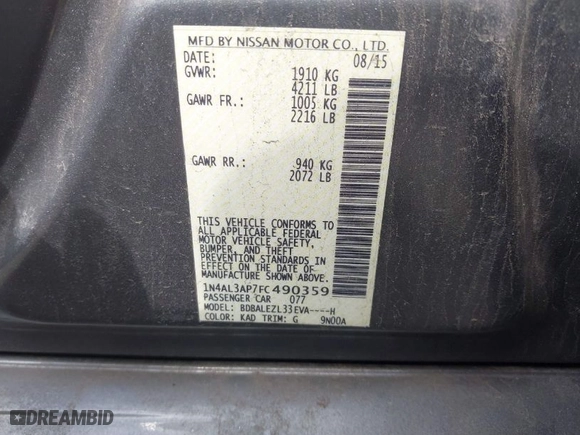 MFD BY NISSAN MOTOR CO., LTD.
DATE: 08/15
GVWR: 1910 KG
4211 LB
GAWR FR.: 1005 KG
2216 LB
GAWR RR.: 940 KG
2072 LB
THIS VEHICLE CONFORMS TO
ALL APPLICABLE FEDERAL
MOTOR VEHICLE SAFETY,
BUMPER, AND THEFT
PREVENTION STANDARDS
IN EFFECT ON THE DATE OF
MANUFACTURE SHOWN ABOVE.
1N4AL3AP7FC490359
PASSENGER CAR 077
MODEL: BDBALEZL33EVA----H
COLOR: KAD TRIM: G 9N00A
DREAMBID